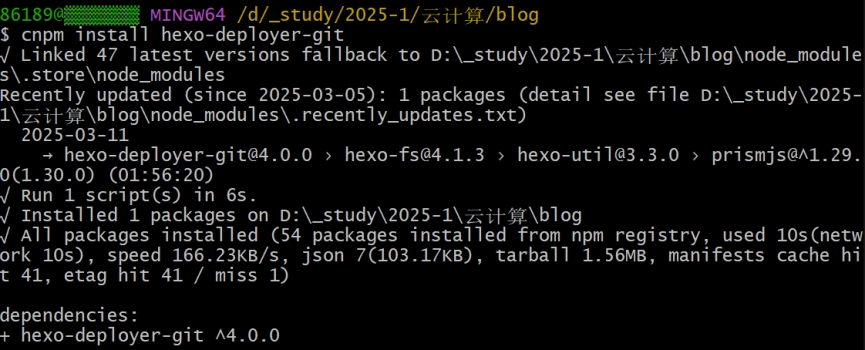 86189@ MINGW64 /d/_study/2025-1/云计算/blog
$ cnpm install hexo-deployer-git
√ Linked 47 latest versions fallback to D:\_study\2025-1\云计算\blog\node_module
s\.store\node_modules
Recently updated (since 2025-03-05): 1 packages (detail see file D:\_study\2025-
1\云计算\blog\node_modules\.recently_updates.txt)
  2025-03-11
    → hexo-deployer-git@4.0.0 › hexo-fs@4.1.3 › hexo-util@3.3.0 › prismjs@^1.29.
0(1.30.0) (01:56:20)
√ Run 1 script(s) in 6s.
√ Installed 1 packages on D:\_study\2025-1\云计算\blog
√ All packages installed (54 packages installed from npm registry, used 10s(netw
ork 10s), speed 166.23KB/s, json 7(103.17KB), tarball 1.56MB, manifests cache hi
t 41, etag hit 41 / miss 1)

dependencies:
+ hexo-deployer-git ^4.0.0